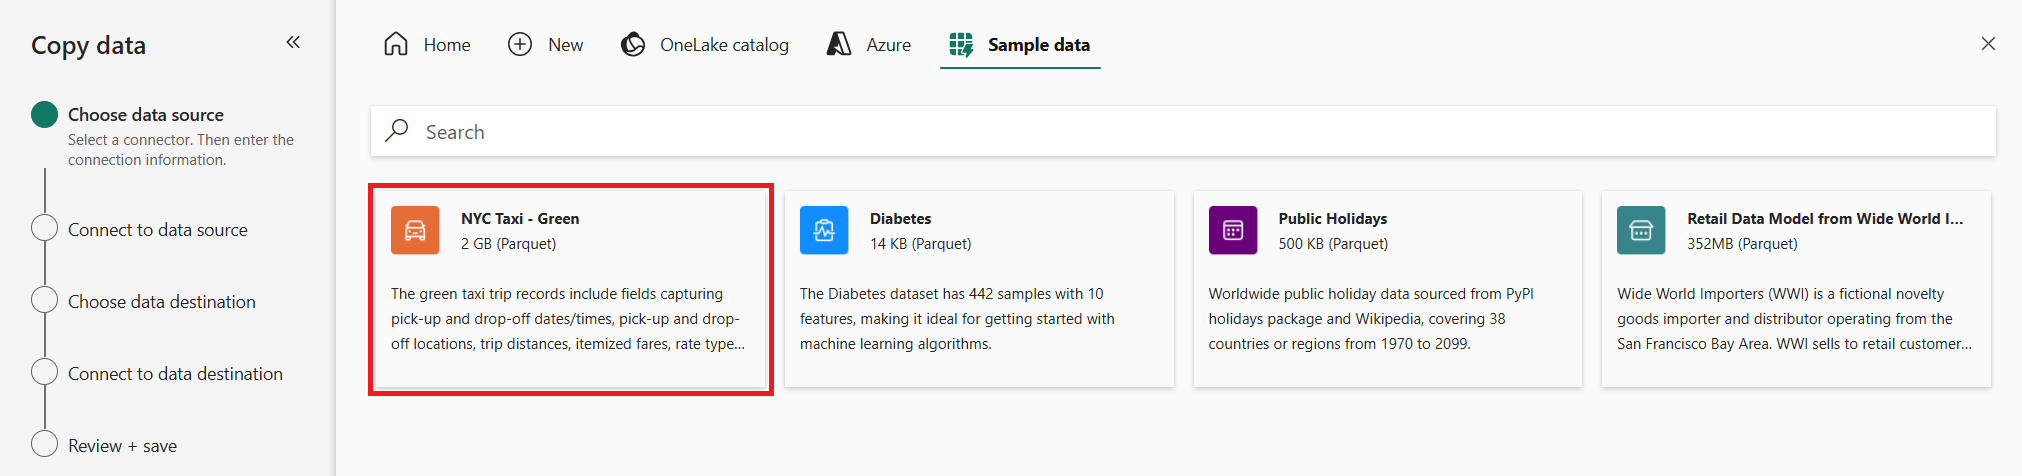 Copy data
Choose data source
Select a connector. Then enter the
connection information.
Connect to data source
Choose data destination
Connect to data destination
Review + save
Home
New
OneLake catalog
Azure
Sample data
Search
NYC Taxi - Green
2 GB (Parquet)
The green taxi trip records include fields capturing
pick-up and drop-off dates/times, pick-up and drop-
off locations, trip distances, itemized fares, rate type...
Diabetes
14 KB (Parquet)
The Diabetes dataset has 442 samples with 10
features, making it ideal for getting started with
machine learning algorithms.
Public Holidays
500 KB (Parquet)
Worldwide public holiday data sourced from PyPI
holidays package and Wikipedia, covering 38
countries or regions from 1970 to 2099.
Retail Data Model from Wide World I...
352MB (Parquet)
Wide World Importers (WWI) is a fictional novelty
goods importer and distributor operating from the
San Francisco Bay Area. WWI sells to retail customer...